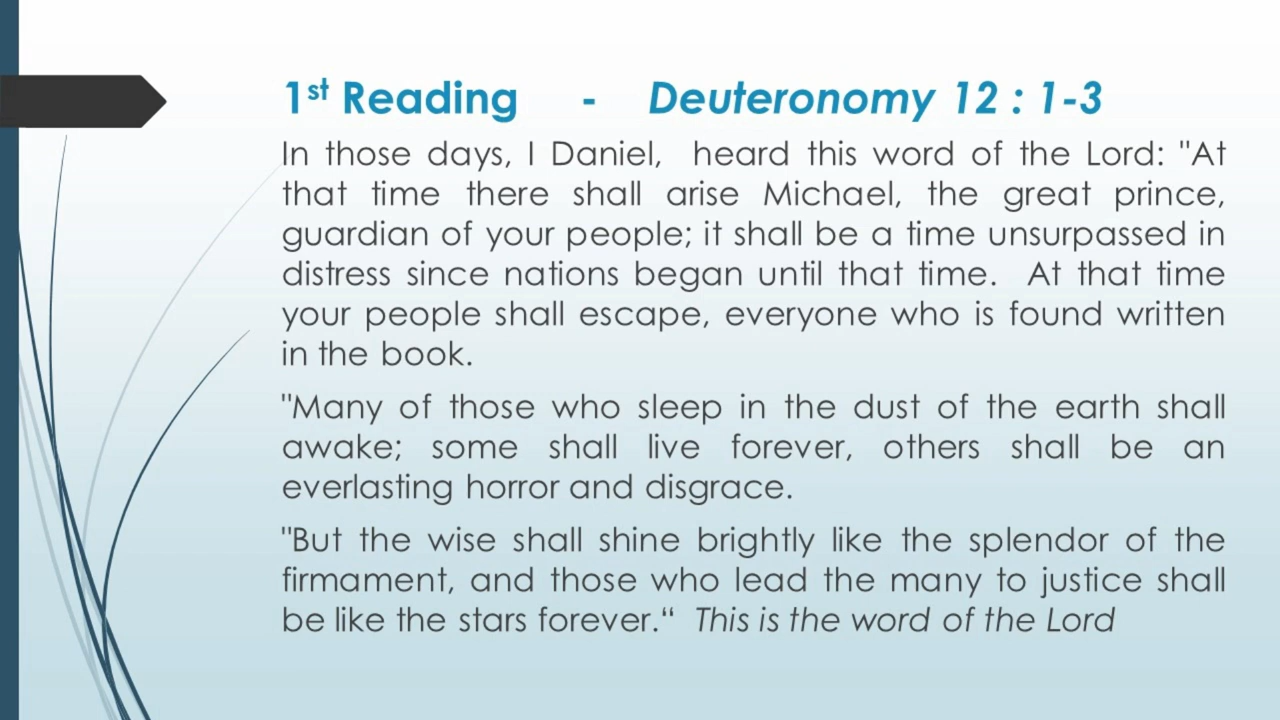 1st Reading - Deuteronomy 12 : 1-3
In those days, I Daniel, heard this word of the Lord: "At
that time there shall arise Michael, the great prince,
guardian of your people; it shall be a time unsurpassed in
distress since nations began until that time. At that time
your people shall escape, everyone who is found written
in the book.
"Many of those who sleep in the dust of the earth shall
awake; some shall live forever, others shall be an
everlasting horror and disgrace.
"But the wise shall shine brightly like the splendor of the
firmament, and those who lead the many to justice shall
be like the stars forever.“ This is the word of the Lord